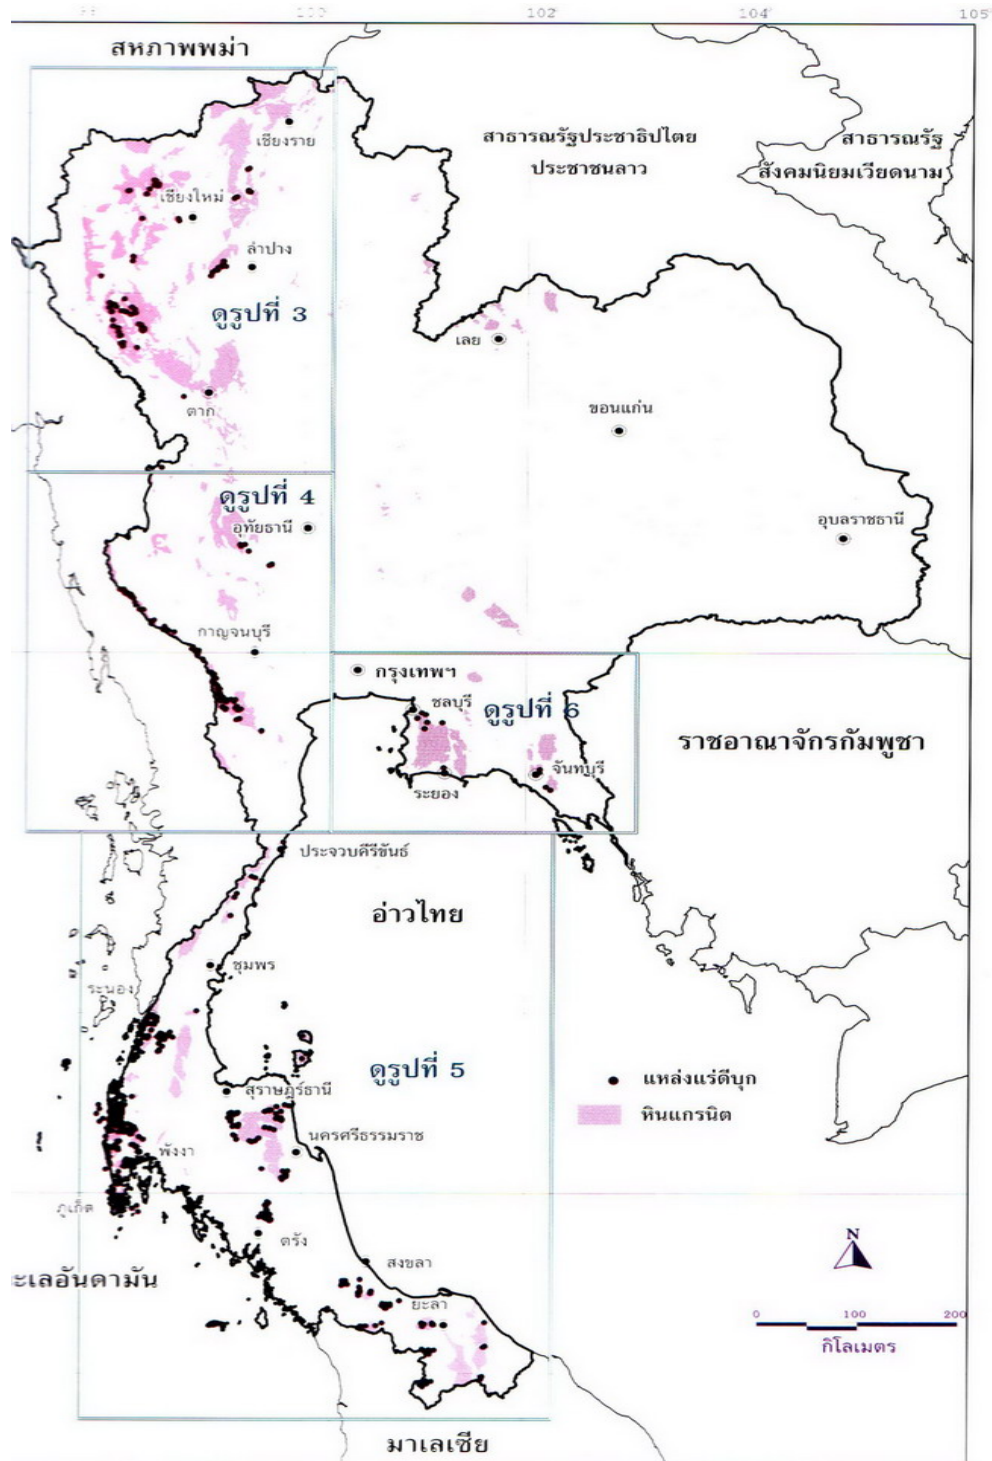 98 100 102 104° 105°
สหภาพพม่า
สาธารณรัฐประชาธิปไตย
ประชาชนลาว
สาธารณรัฐ
สังคมนิยมเวียดนาม
เชียงราย
เชียงใหม่
ลำปาง
ดูรูปที่ 3
เลย
ตาก
ขอนแก่น
ดูรูปที่ 4
อุทัยธานี
อุบลราชธานี
กาญจนบุรี
กรุงเทพฯ
ชลบุรี
ดูรูปที่ 6
ราชอาณาจักรกัมพูชา
จันทบุรี
ระยอง
ประจวบคีรีขันธ์
อ่าวไทย
ชุมพร
ระนอง
ดูรูปที่ 5
แหล่งแร่ดีบุก
สุราษฎร์ธานี
หินแกรนิต
นครศรีธรรมราช
พังงา
ภูเก็ต
ตรัง
N
สงขลา
ะเลอันดามัน
ยะลา
0 100 200
กิโลเมตร
มาเลเซีย